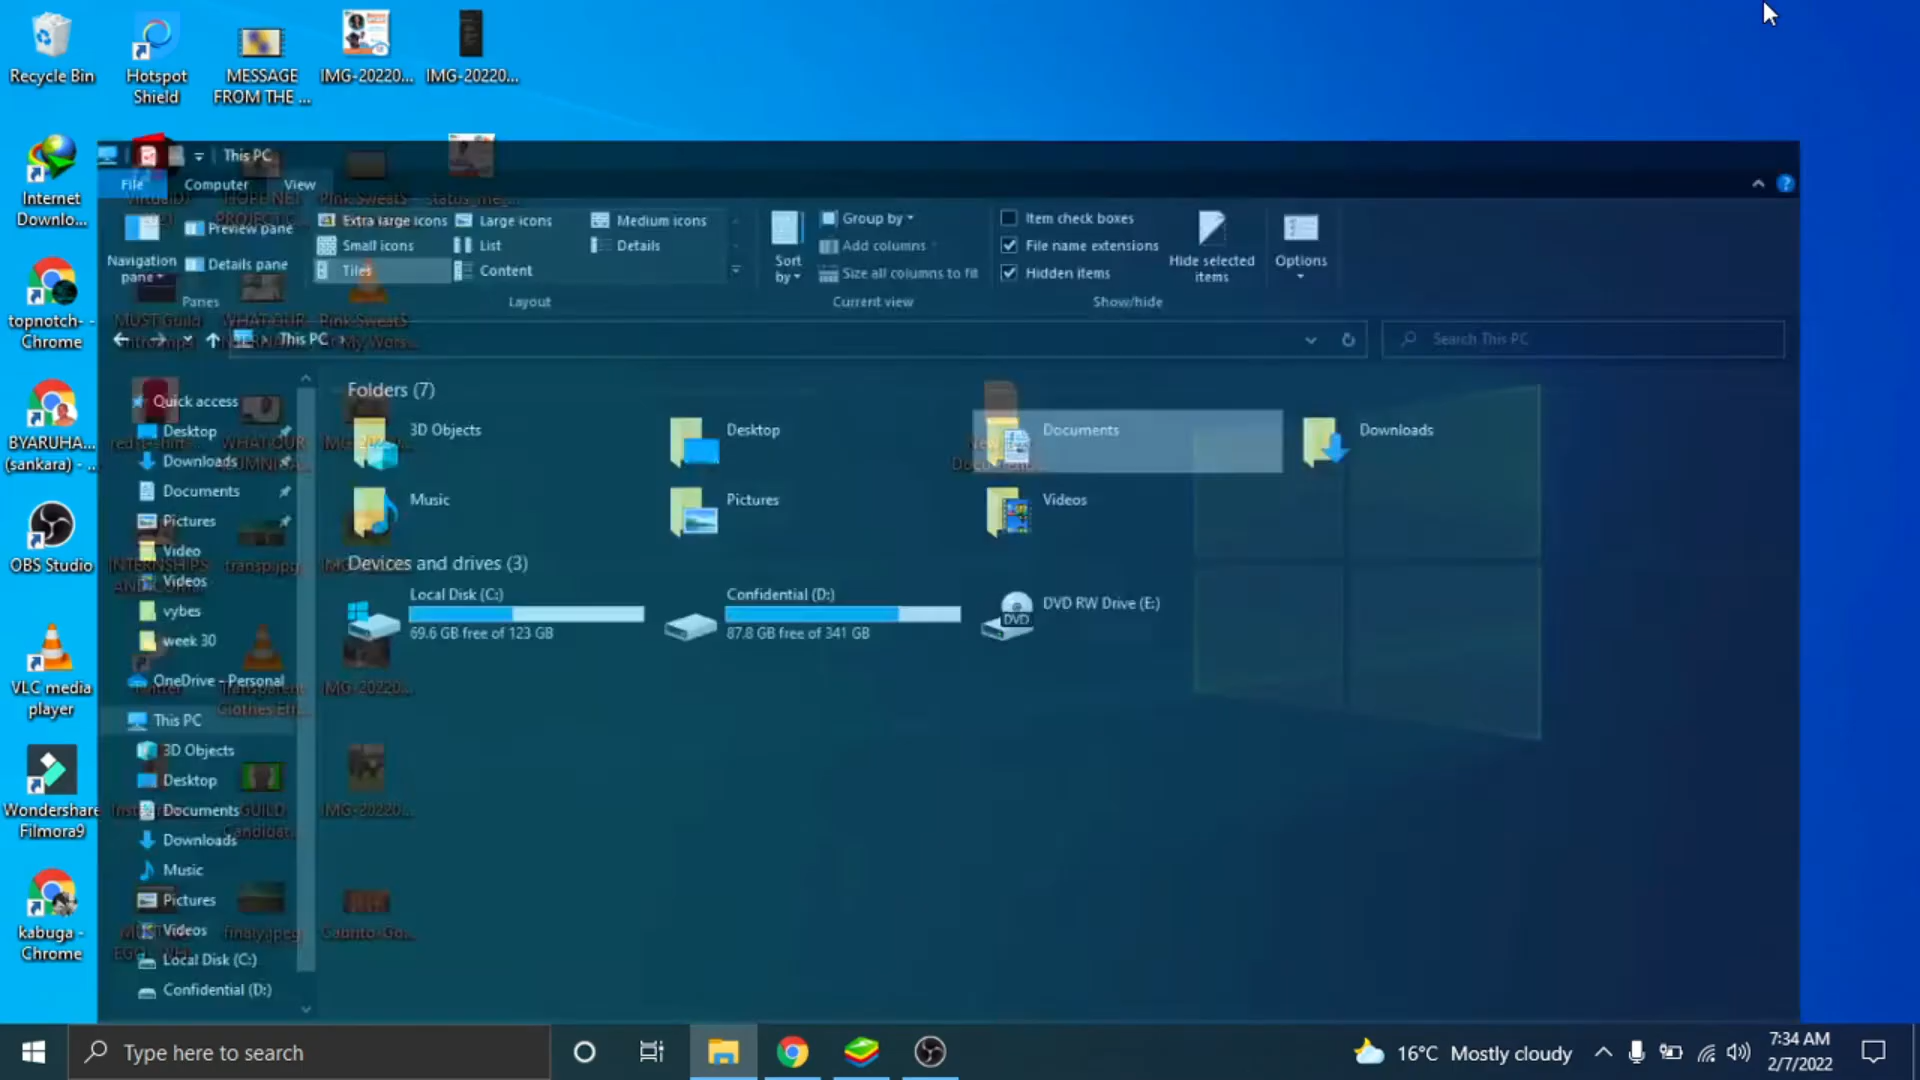 Recycle Bin
Hotspot
Shield
MESSAGE
FROM THE ...
IMG-20220...
IMG-20220...
Internet
Downlo...
topnotch- -
Chrome
BYARUHA...
(sankara) - ...
OBS Studio
VLC media
player
Wondershare
Filmora9
kabuga -
Chrome
This PC
File
Computer
View
Navigation
pane
Preview pane
Details pane
Panes
Extra large icons
Large icons
Medium icons
Small icons
List
Details
Tiles
Content
Layout
Sort
by
Group by
Add columns
Size all columns to fit
Current view
Item check boxes
File name extensions
Hidden items
Hide selected
items
Show/hide
Options
This PC
Search This PC
Quick access
Desktop
Downloads
Documents
Pictures
Video
Videos
vybes
week 30
OneDrive - Personal
This PC
3D Objects
Desktop
Documents
Downloads
Music
Pictures
Videos
Local Disk (C:)
Confidential (D:)
Folders (7)
3D Objects
Desktop
Documents
Downloads
Music
Pictures
Videos
Devices and drives (3)
Local Disk (C:)
69.6 GB free of 123 GB
Confidential (D:)
87.8 GB free of 341 GB
DVD RW Drive (E:)
DVD
transp.jpg
IMG-20220...
IMG-20220...
Type here to search
16°C Mostly cloudy
7:34 AM
2/7/2022